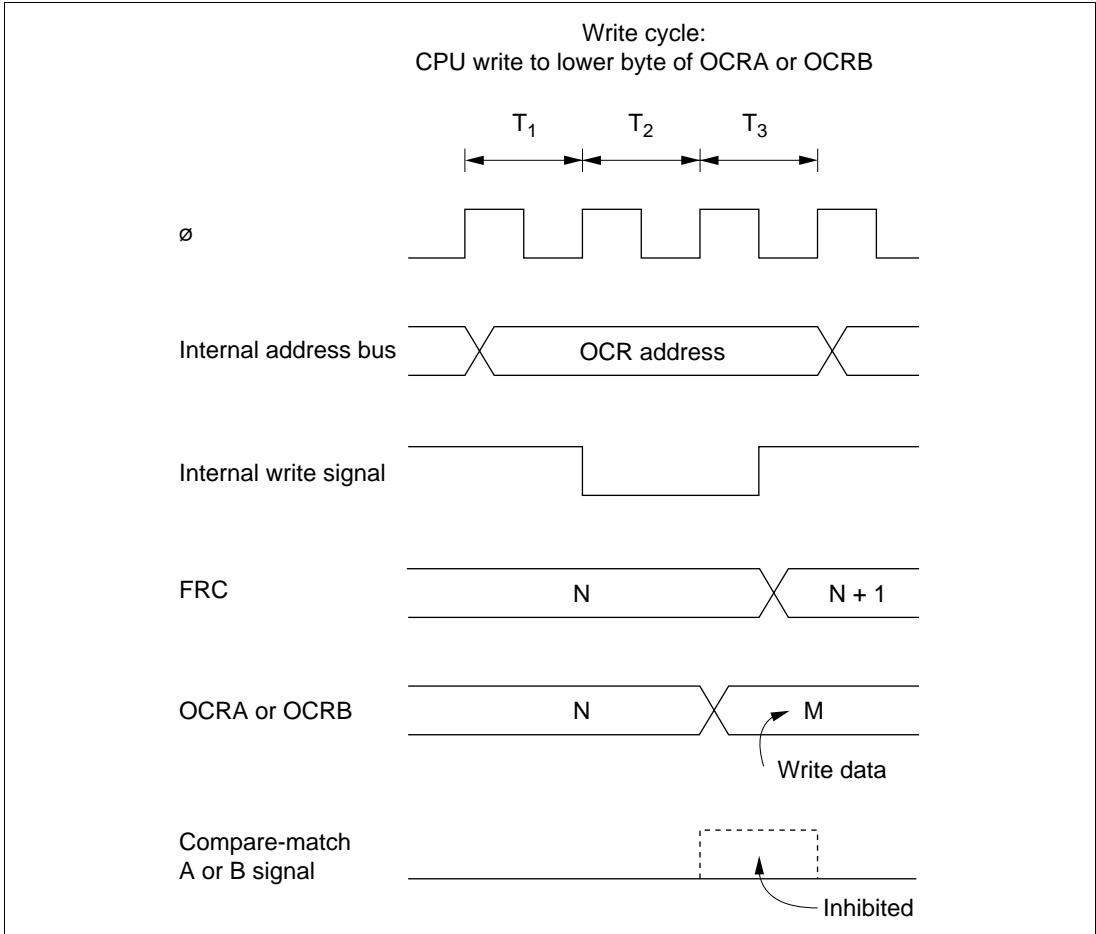 Write cycle:
CPU write to lower byte of OCRA or OCRB
T1 T2 T3
ø
Internal address bus
OCR address
Internal write signal
FRC
N
N + 1
OCRA or OCRB
N
M
Write data
Compare-match
A or B signal
Inhibited